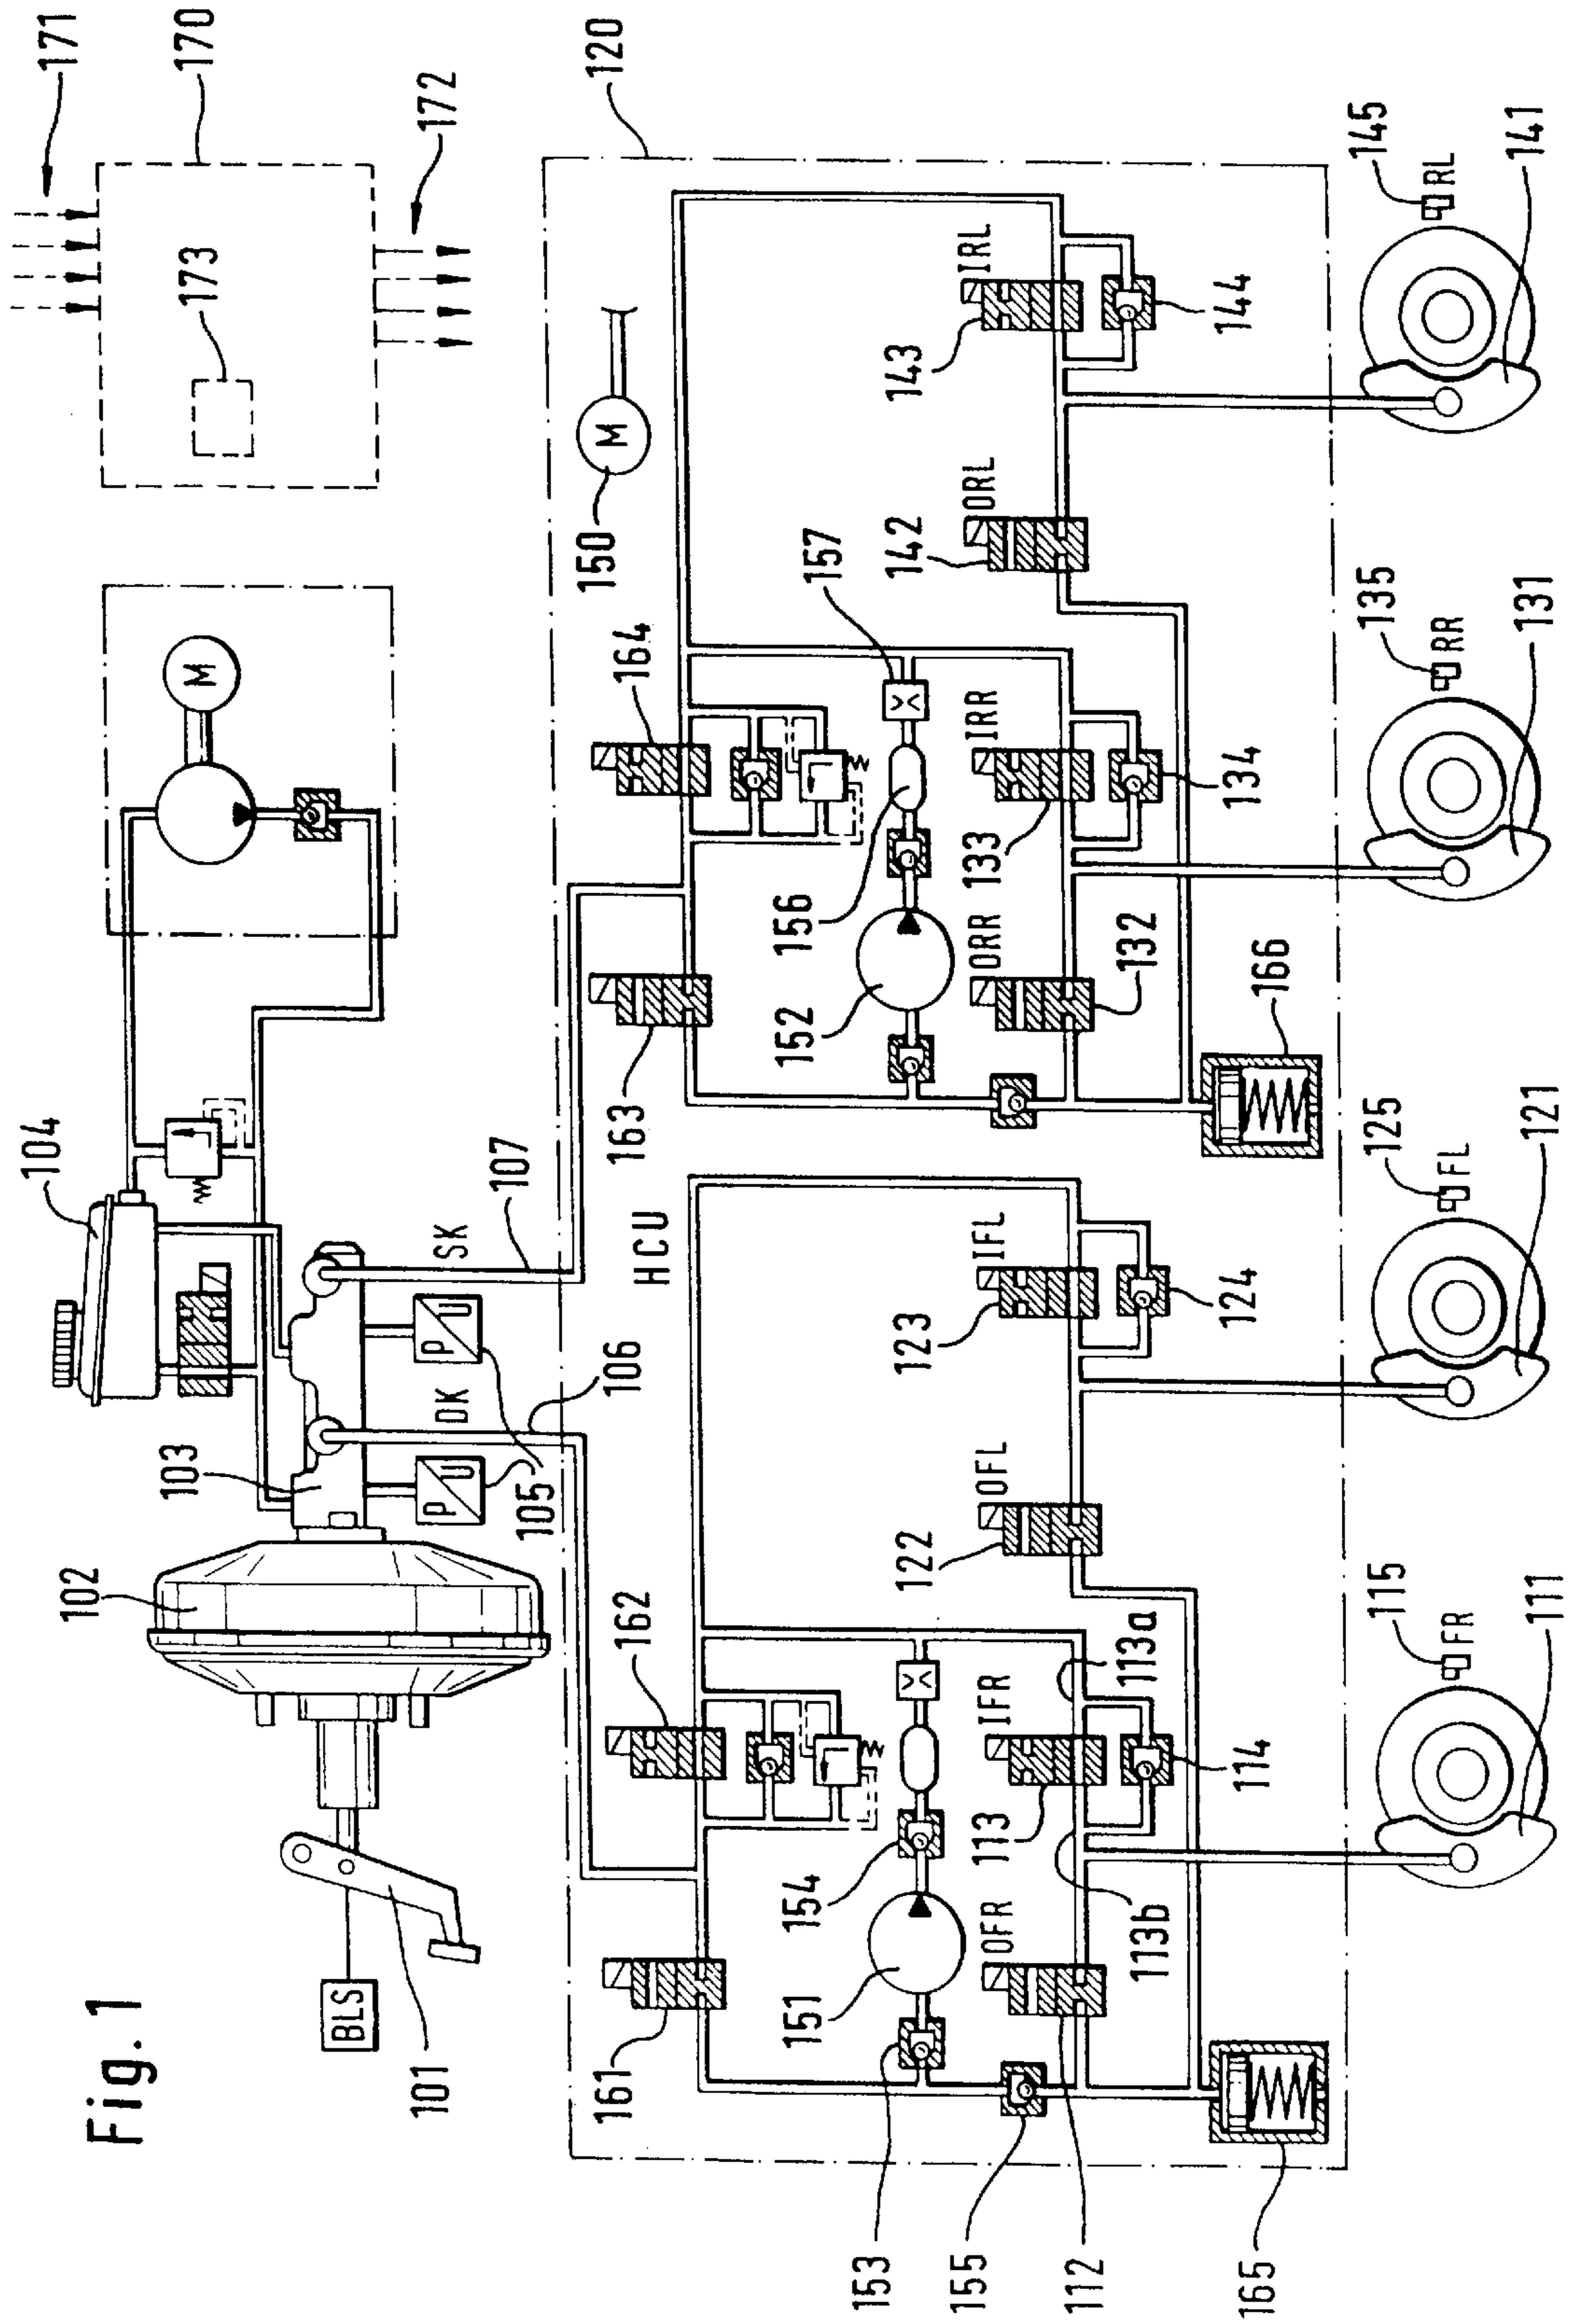 Fig. 1
BLS
101
102
103
104
105
P U
DK
P U
SK
106
107
M
170
171
172
173
120
HCU
161
162
163
164
150
M
151
152
153
154
155
156
157
OFR
112
IFR
113
113a
113b
114
OFL
122
IFL
123
124
ORR
132
IRR
133
134
ORL
142
IRL
143
144
165
166
115
FR
111
125
FL
121
135
RR
131
145
RL
141